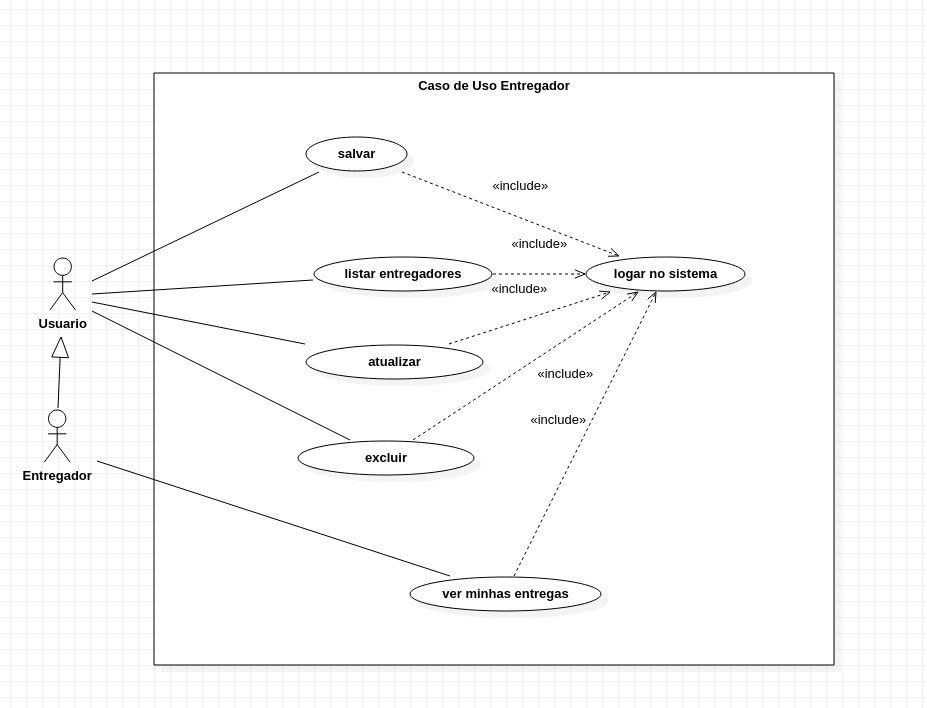 Caso de Uso Entregador
salvar
«include»
«include»
listar entregadores
logar no sistema
«include»
Usuario
atualizar
«include»
«include»
excluir
Entregador
ver minhas entregas